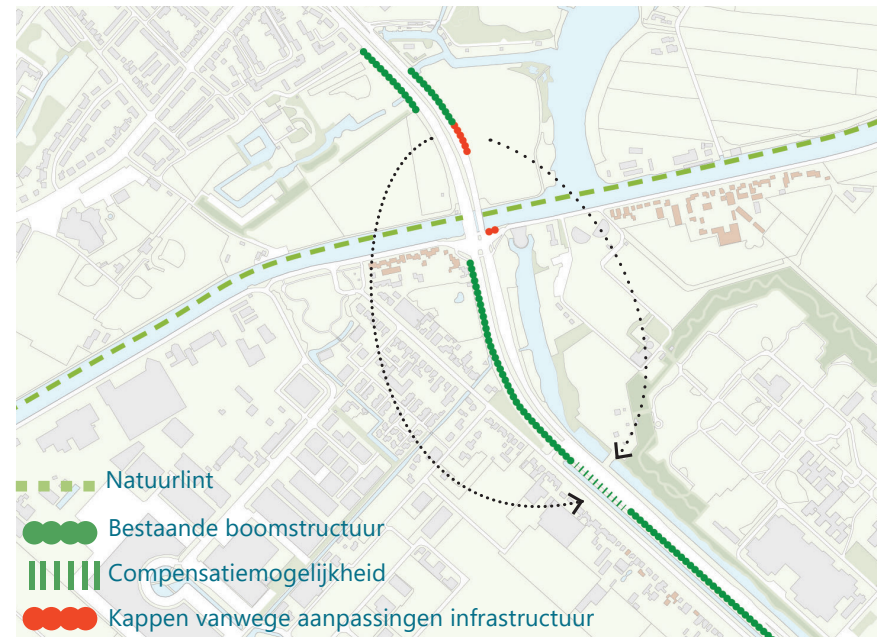 Natuurlint
Bestaande boomstructuur
Compensatiemogelijkheid
Kappen vanwege aanpassingen infrastructuur